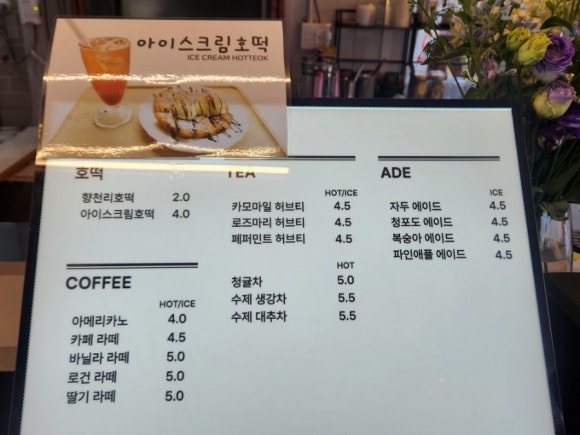 아이스크림호떡
ICE CREAM HOTTEOK
호떡
향천리호떡 2.0
아이스크림호떡 4.0
COFFEE
HOT/ICE
아메리카노 4.0
카페 라떼 4.5
바닐라 라떼 5.0
로건 라떼 5.0
딸기 라떼 5.0
TEA
HOT/ICE
카모마일 허브티 4.5
로즈마리 허브티 4.5
페퍼민트 허브티 4.5
HOT
청귤차 5.0
수제 생강차 5.5
수제 대추차 5.5
ADE
ICE
자두 에이드 4.5
청포도 에이드 4.5
복숭아 에이드 4.5
파인애플 에이드 4.5